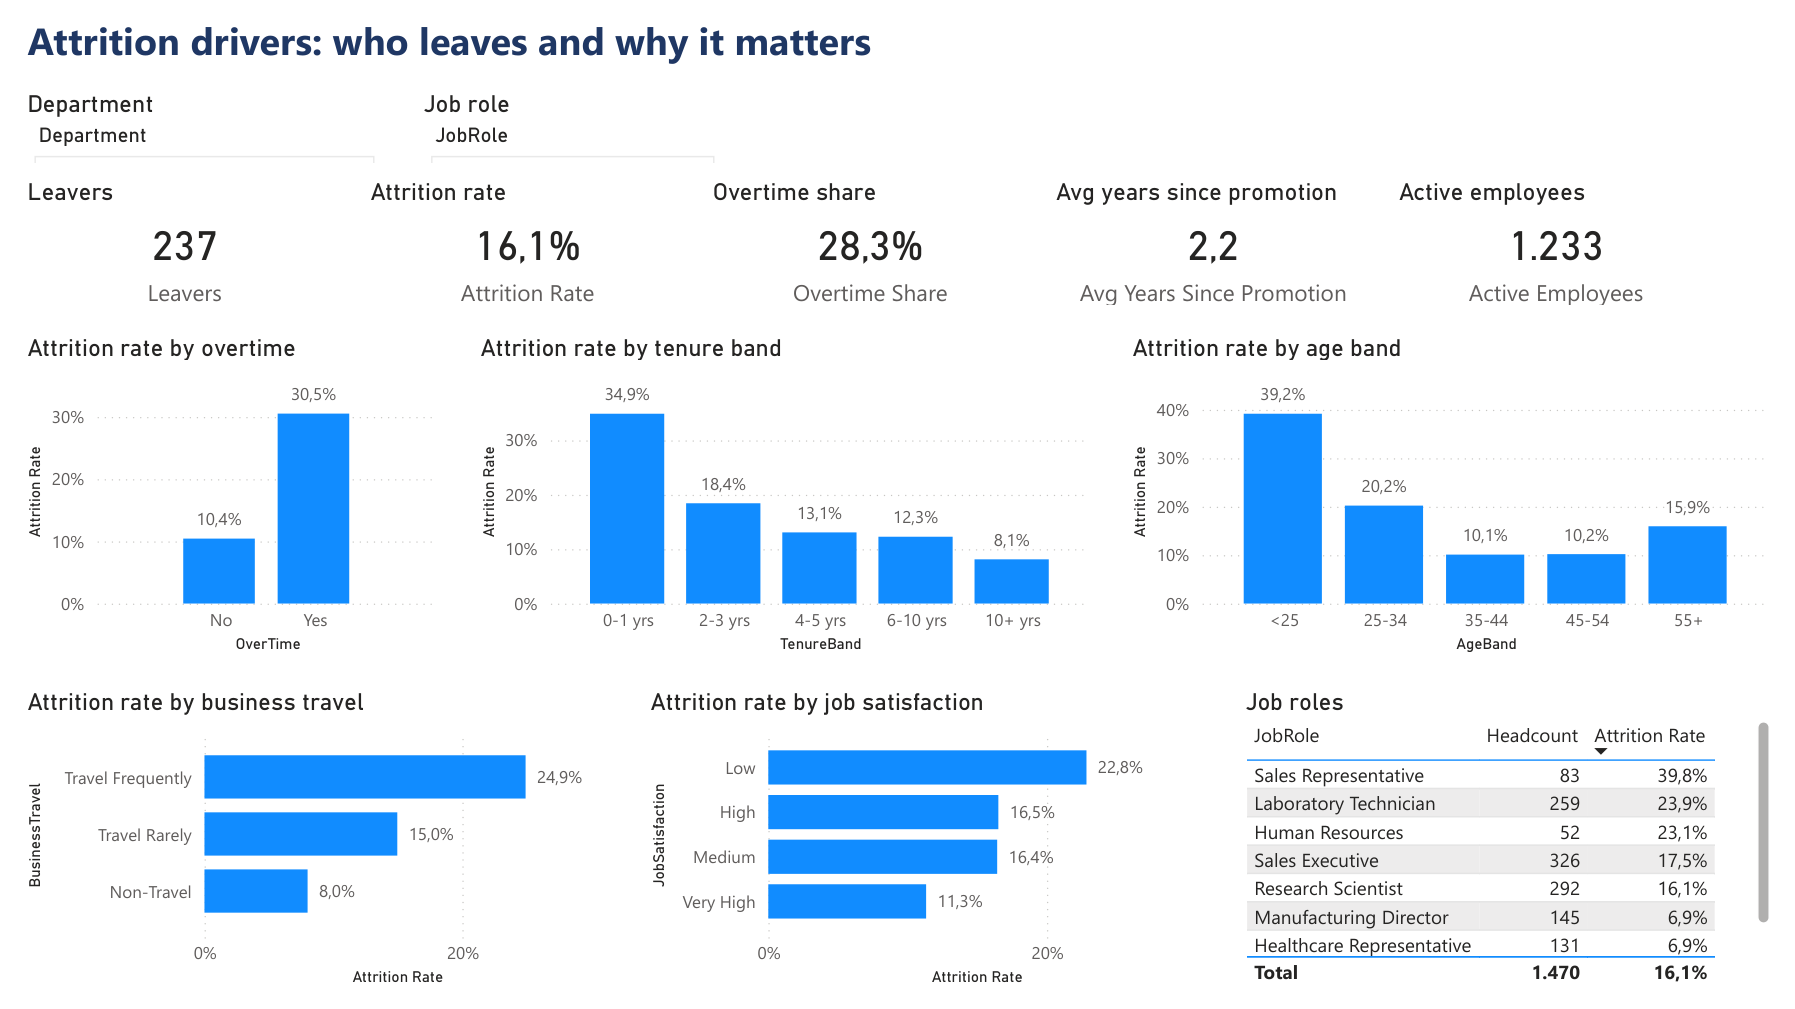 Attrition drivers: who leaves and why it matters
Department
Department
Job role
JobRole
Leavers
237
Leavers
Attrition rate
16,1%
Attrition Rate
Overtime share
28,3%
Overtime Share
Avg years since promotion
2,2
Avg Years Since Promotion
Active employees
1.233
Active Employees
Attrition rate by overtime
Attrition Rate
30%
20%
10%
0%
10,4%
30,5%
No
Yes
OverTime
Attrition rate by tenure band
Attrition Rate
30%
20%
10%
0%
34,9%
18,4%
13,1%
12,3%
8,1%
0-1 yrs
2-3 yrs
4-5 yrs
6-10 yrs
10+ yrs
TenureBand
Attrition rate by age band
Attrition Rate
40%
30%
20%
10%
0%
39,2%
20,2%
10,1%
10,2%
15,9%
<25
25-34
35-44
45-54
55+
AgeBand
Attrition rate by business travel
BusinessTravel
Travel Frequently 24,9%
Travel Rarely 15,0%
Non-Travel 8,0%
0% 20%
Attrition Rate
Attrition rate by job satisfaction
JobSatisfaction
Low 22,8%
High 16,5%
Medium 16,4%
Very High 11,3%
0% 20%
Attrition Rate
Job roles
JobRole Headcount Attrition Rate
Sales Representative 83 39,8%
Laboratory Technician 259 23,9%
Human Resources 52 23,1%
Sales Executive 326 17,5%
Research Scientist 292 16,1%
Manufacturing Director 145 6,9%
Healthcare Representative 131 6,9%
Total 1.470 16,1%